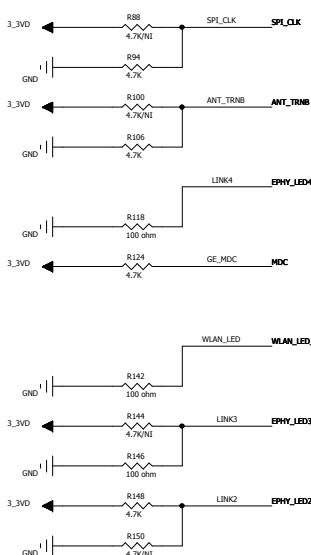 R88
3_3VD SPI_CLK SPI_CLK
4.7K/NI
R94
GND 4.7K
R100
3_3VD ANT_TRNB ANT_TRNB
4.7K/NI
R106
GND 4.7K
LINK4 EPHY_LED4
R118
GND 100 ohm
R124
3_3VD GE_MDC MDC
4.7K
WLAN_LED WLAN_LED_
R142
GND 100 ohm
R144
3_3VD LINK3 EPHY_LED3
4.7K/NI
R146
GND 100 ohm
R148
3_3VD LINK2 EPHY_LED2
4.7K
R150
GND 4.7K/NI